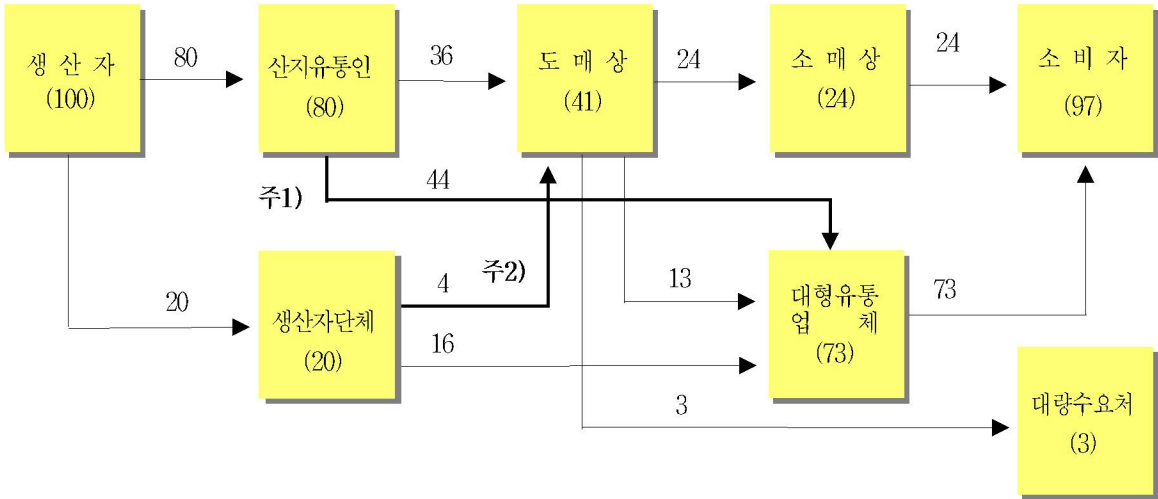 생 산 자
(100)
80
산지유통인
(80)
36
도 매 상
(41)
24
소 매 상
(24)
24
소 비 자
(97)
주1)
44
20
생산자단체
(20)
4
주2)
16
13
대형유통
업 체
(73)
73
3
대량수요처
(3)